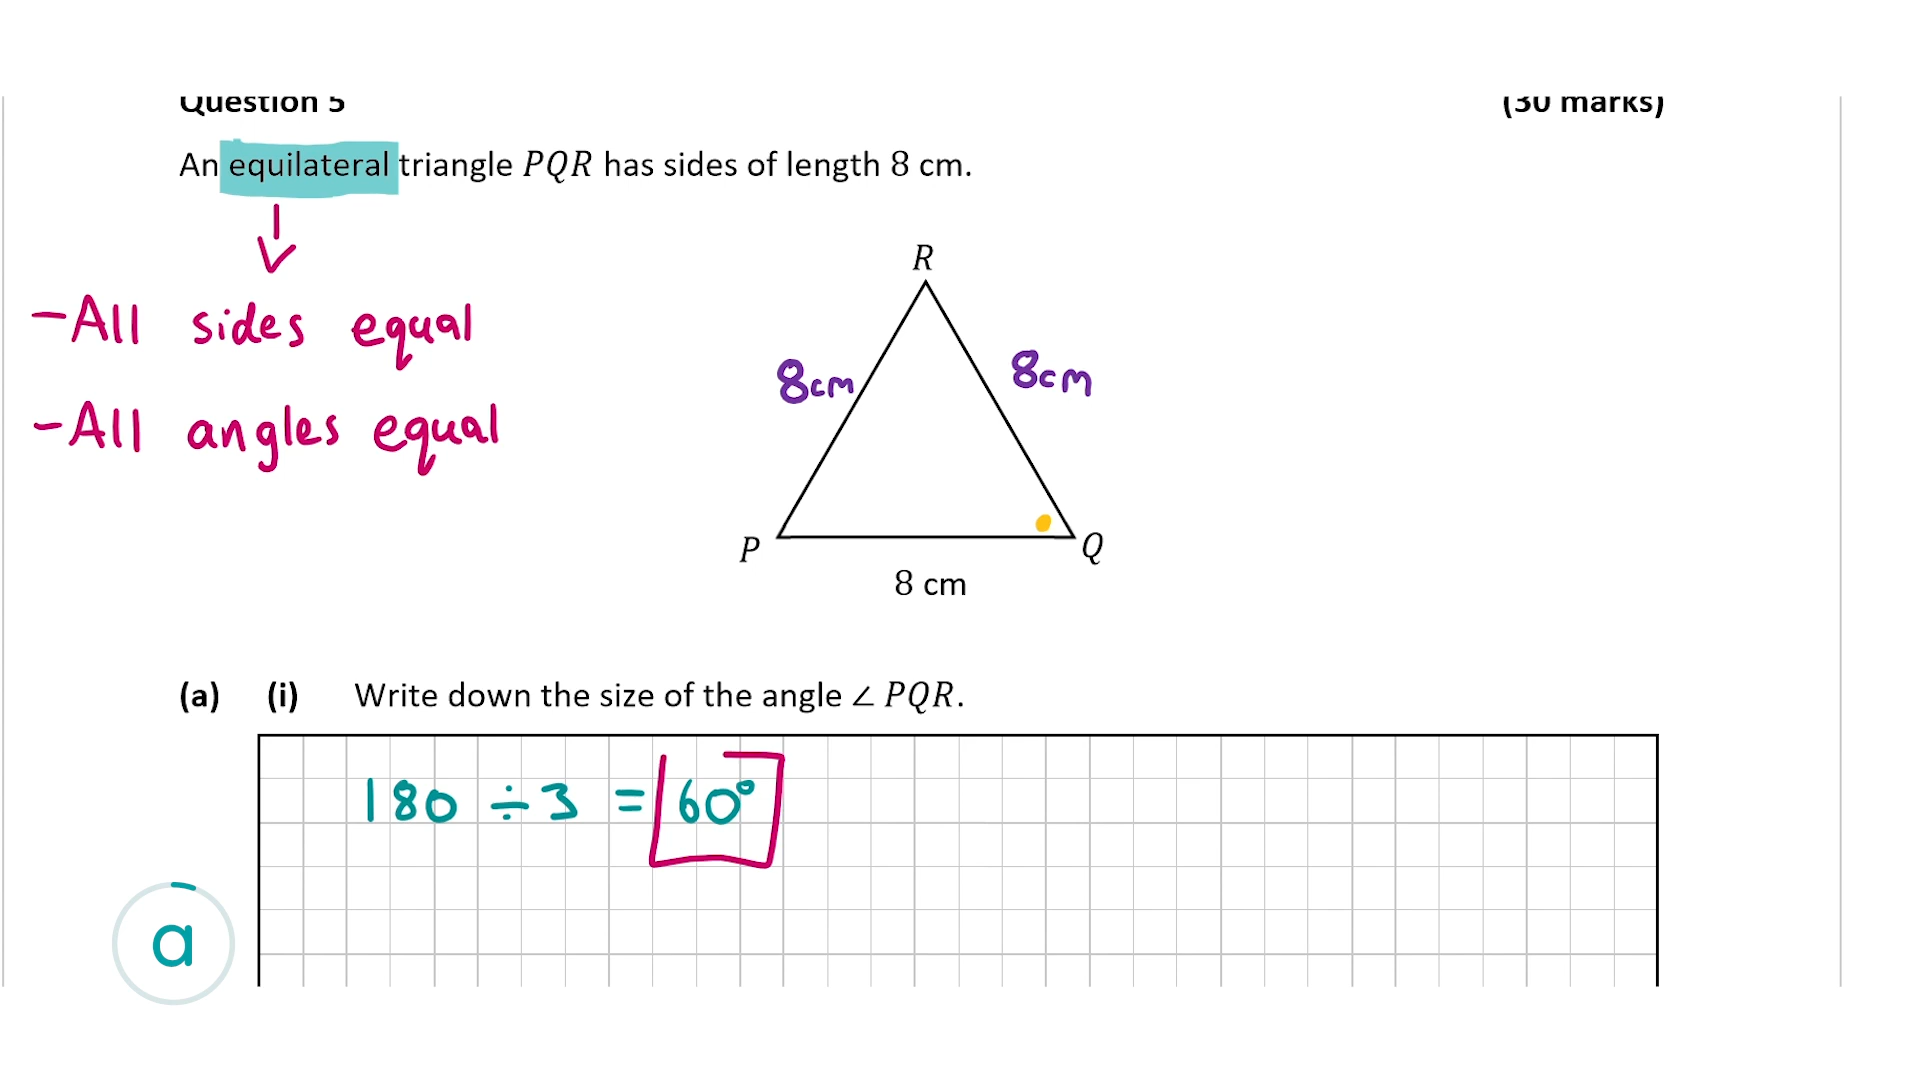 Question 5 (30 marks)
An equilateral triangle PQR has sides of length 8 cm.
-All sides equal
-All angles equal
R
8cm 8cm
P Q
8 cm
(a) (i) Write down the size of the angle ∠ PQR.
180 ÷ 3 = 60°
a